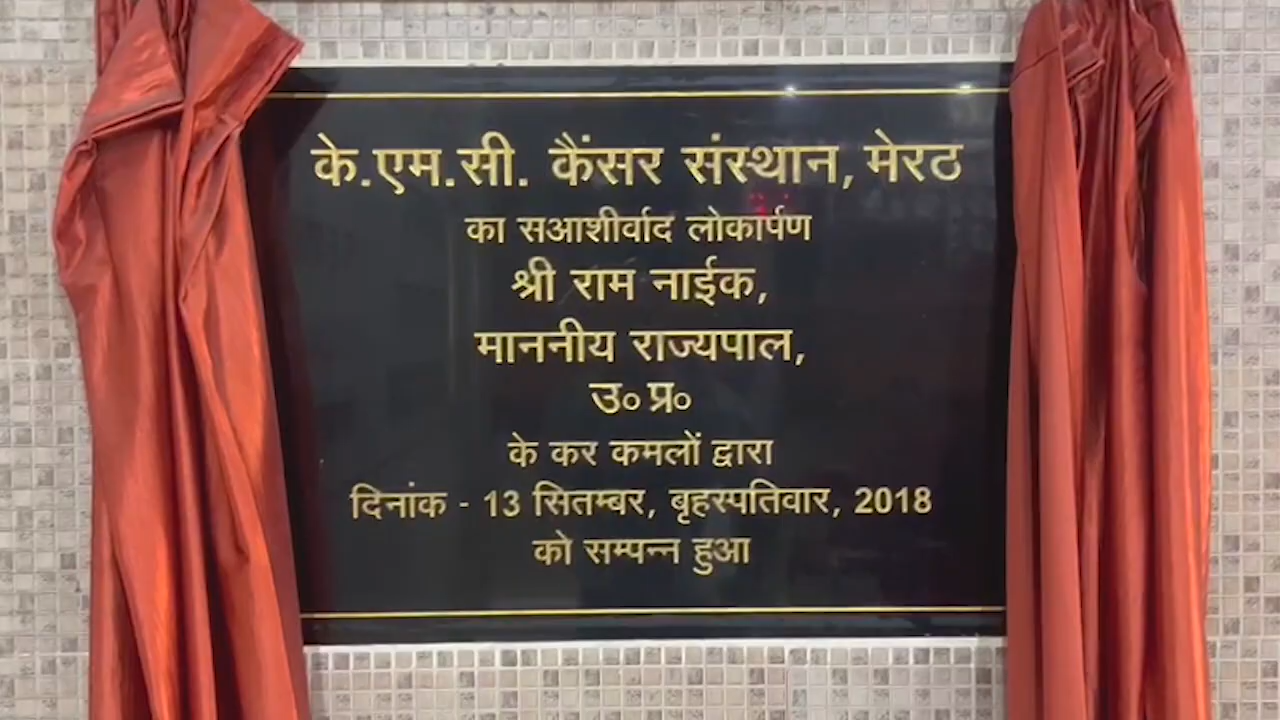 के.एम.सी. कैंसर संस्थान, मेरठ
का सआशीर्वाद लोकार्पण
श्री राम नाईक,
माननीय राज्यपाल,
उ० प्र०
के कर कमलों द्वारा
दिनांक - 13 सितम्बर, बृहस्पतिवार, 2018
को सम्पन्न हुआ